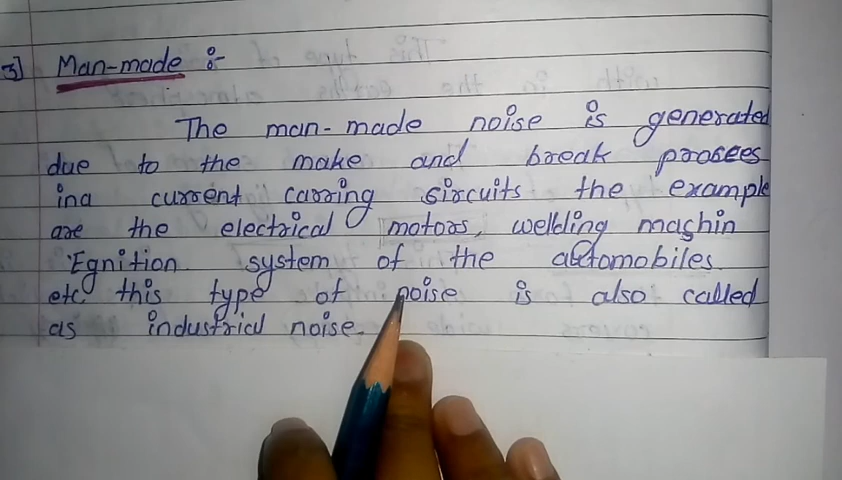 3] Man-made :-
The man-made noise is generated
due to the make and break prosees
ina current carring sircuits the example
are the electrical motors, welding maghin
Egnition system of the automobiles
etc. this type of noise is also called
as industrial noise.